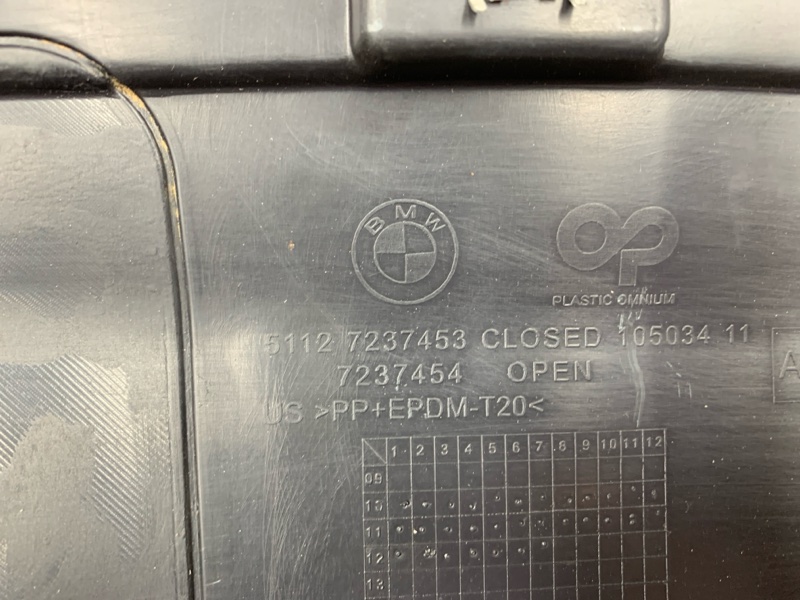 BMW
OP
PLASTIC OMNIUM
5112 7237453 CLOSED 105034 11
7237454 OPEN
US >PP+EPDM-T20<
A
1 2 3 4 5 6 7 8 9 10 11 12
09
10
11
12
13